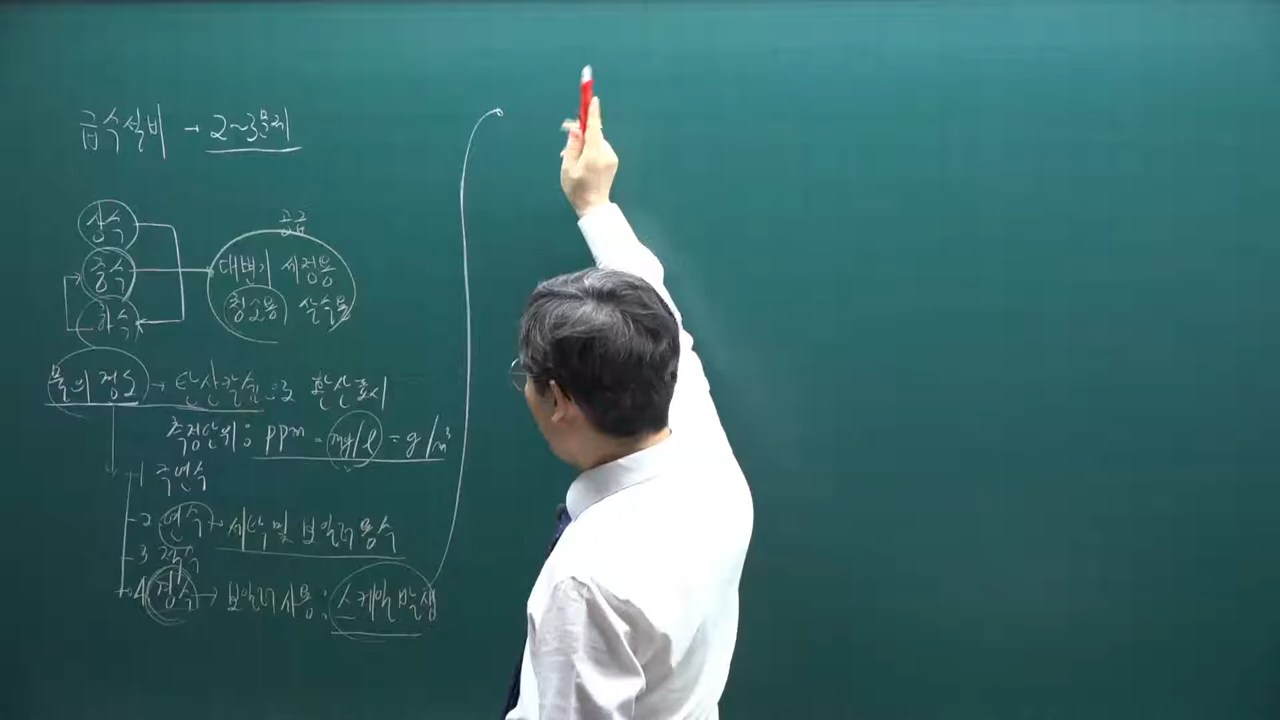 급수설비 → 2~3문제
상수
중수
하수
공급
대변기 세정용
청소용 살수용
물의 경도 → 탄산칼슘으로 환산표시
측정단위: ppm = mg/l = g/m³
1 극연수
2 연수 → 세탁 및 보일러 용수
3 적수
4 경수 → 보일러 사용: 스케일 발생